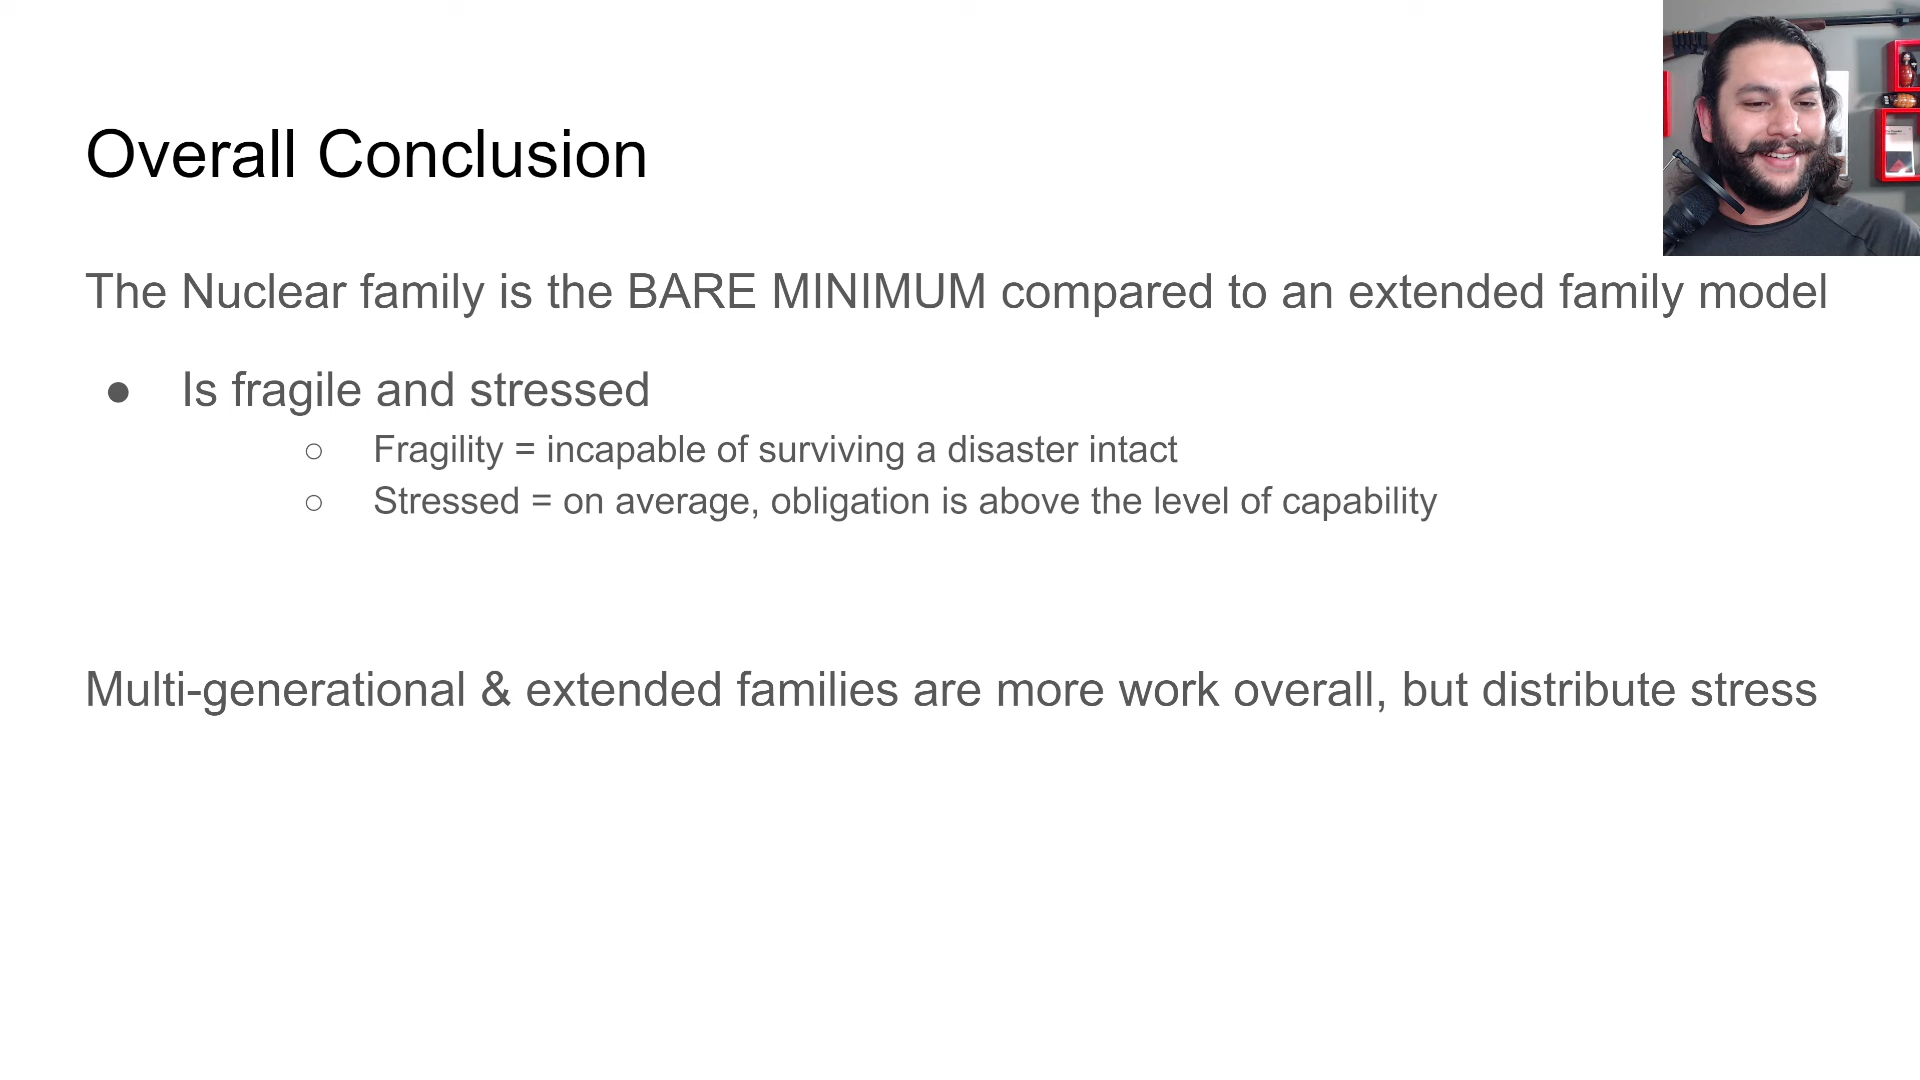 Overall Conclusion
The Nuclear family is the BARE MINIMUM compared to an extended family model
● Is fragile and stressed
○ Fragility = incapable of surviving a disaster intact
○ Stressed = on average, obligation is above the level of capability
Multi-generational & extended families are more work overall, but distribute stress